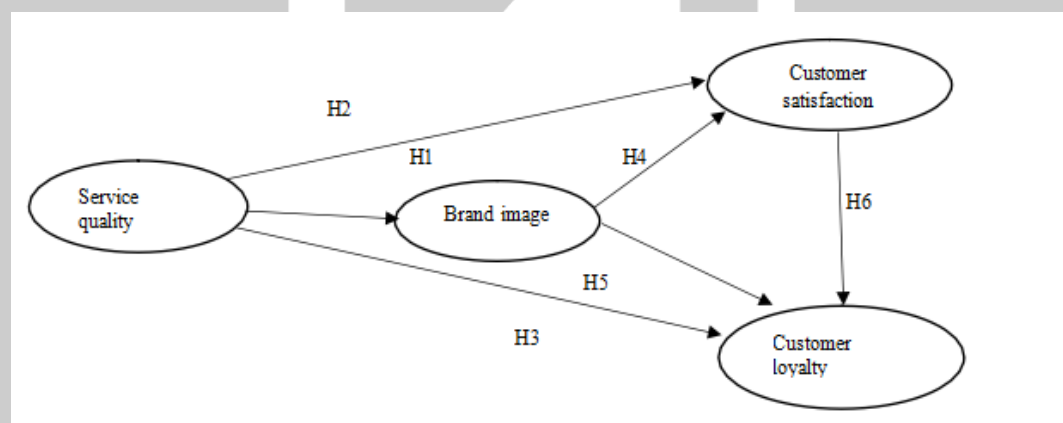 Customer
satisfaction
H2
H1
H4
Service
quality
Brand image
H6
H5
H3
Customer
loyalty